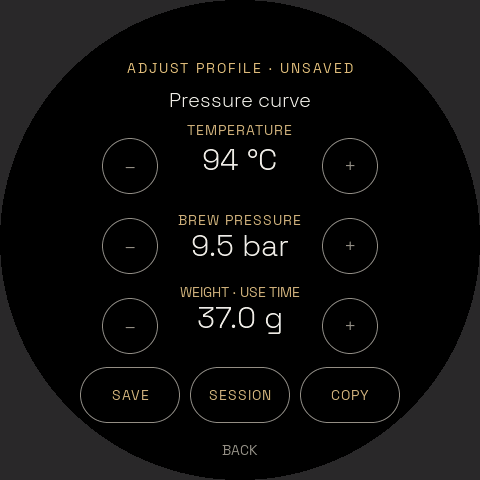 ADJUST PROFILE · UNSAVED
Pressure curve
TEMPERATURE
– 94 °C +
BREW PRESSURE
– 9.5 bar +
WEIGHT · USE TIME
– 37.0 g +
SAVE SESSION COPY
BACK